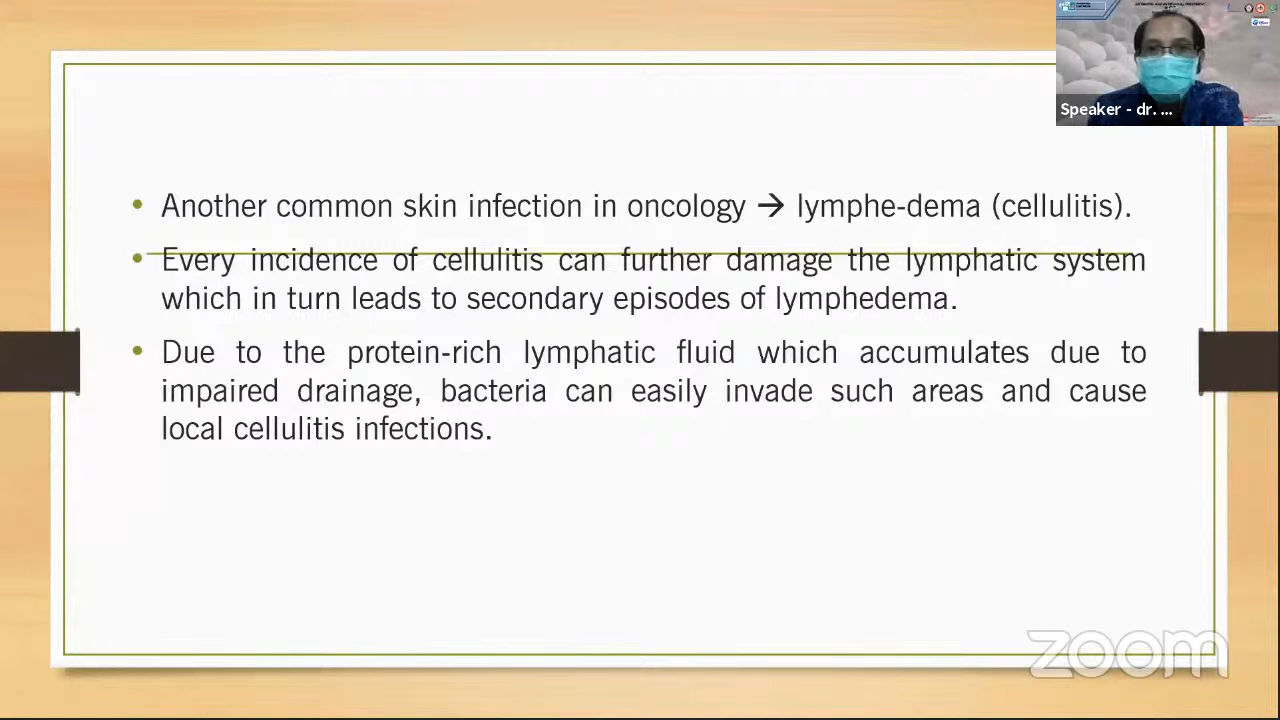 Speaker - dr. ...
• Another common skin infection in oncology → lymphe-dema (cellulitis).
• Every incidence of cellulitis can further damage the lymphatic system
which in turn leads to secondary episodes of lymphedema.
• Due to the protein-rich lymphatic fluid which accumulates due to
impaired drainage, bacteria can easily invade such areas and cause
local cellulitis infections.
zoom